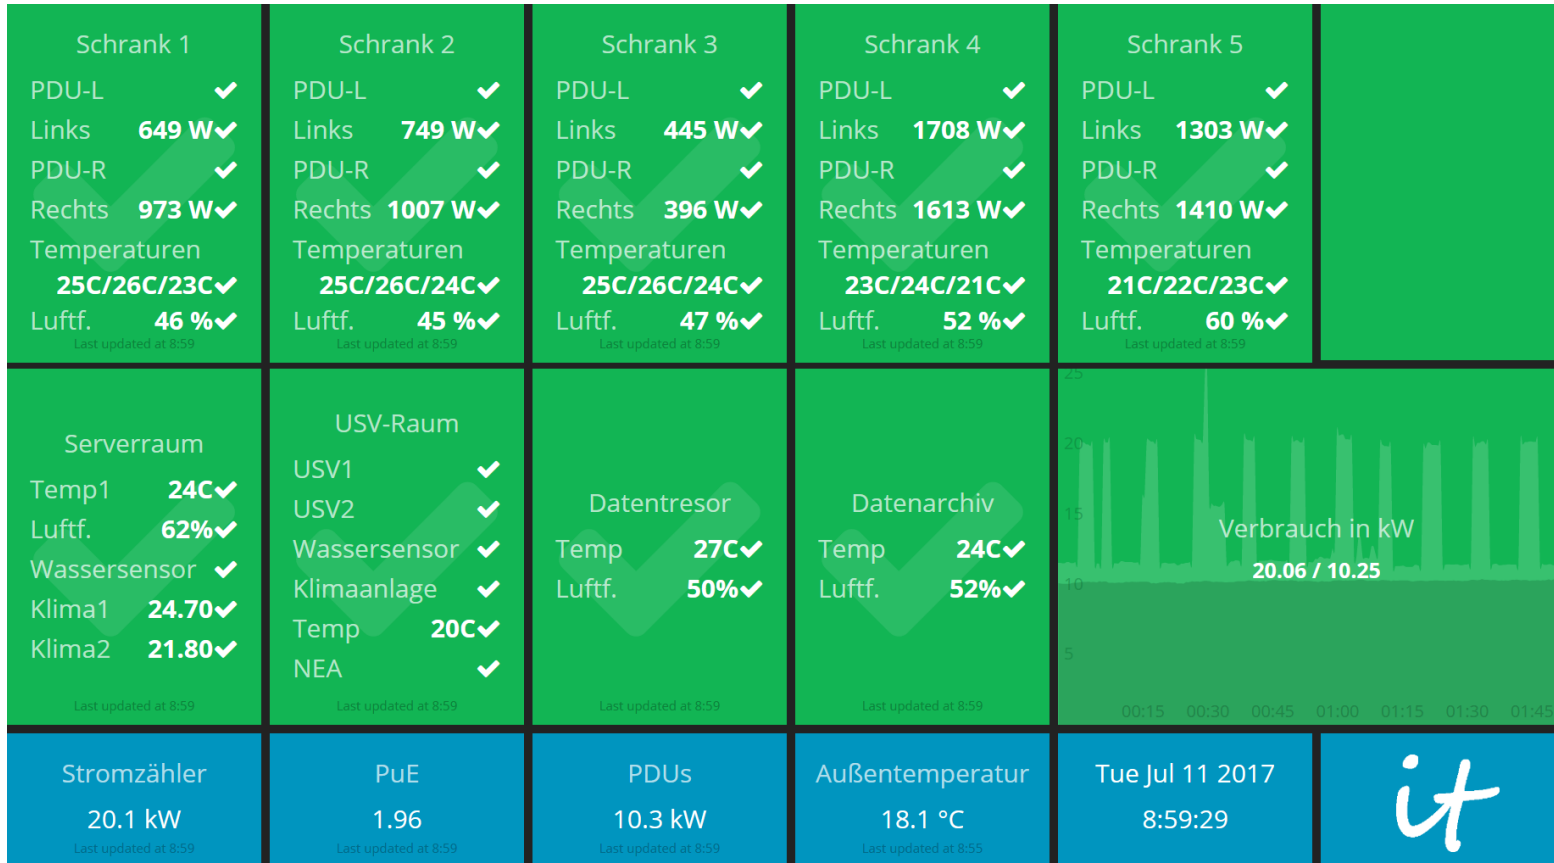 Schrank 1
PDU-L
Links 649 W
PDU-R
Rechts 973 W
Temperaturen
25C/26C/23C
Luftf. 46 %
Last updated at 8:59
Schrank 2
PDU-L
Links 749 W
PDU-R
Rechts 1007 W
Temperaturen
25C/26C/24C
Luftf. 45 %
Last updated at 8:59
Schrank 3
PDU-L
Links 445 W
PDU-R
Rechts 396 W
Temperaturen
25C/26C/24C
Luftf. 47 %
Last updated at 8:59
Schrank 4
PDU-L
Links 1708 W
PDU-R
Rechts 1613 W
Temperaturen
23C/24C/21C
Luftf. 52 %
Last updated at 8:59
Schrank 5
PDU-L
Links 1303 W
PDU-R
Rechts 1410 W
Temperaturen
21C/22C/23C
Luftf. 60 %
Last updated at 8:59
Serverraum
Temp1 24C
Luftf. 62%
Wassersensor
Klima1 24.70
Klima2 21.80
Last updated at 8:59
USV-Raum
USV1
USV2
Wassersensor
Klimaanlage
Temp 20C
NEA
Last updated at 8:59
Datentresor
Temp 27C
Luftf. 50%
Last updated at 8:59
Datenarchiv
Temp 24C
Luftf. 52%
Last updated at 8:59
25
20
15
Verbrauch in kW
20.06 / 10.25
10
5
00:15 00:30 00:45 01:00 01:15 01:30 01:45
Stromzähler
20.1 kW
Last updated at 8:59
PuE
1.96
Last updated at 8:59
PDUs
10.3 kW
Last updated at 8:59
Außentemperatur
18.1 °C
Last updated at 8:55
Tue Jul 11 2017
8:59:29
it